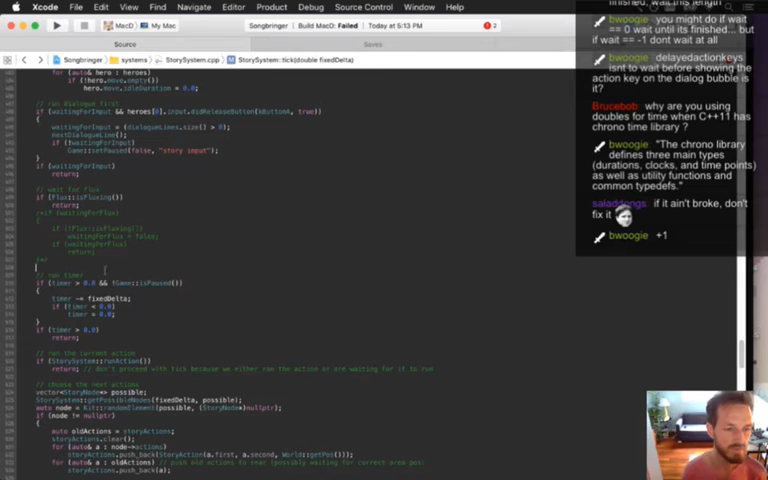 Xcode File Edit View Find Navigate Editor Product Debug Source Control Window
MacD My Mac
Songbringer Build MacD: Failed Today at 5:13 PM 2
Source
Saves
Songbringer systems StorySystem.cpp StorySystem::tick(double fixedDelta)
for (auto& hero : heroes)
if (!hero.move.empty())
hero.move.idleDuration = 0.0;
// run dialogue first
if (waitingForInput && heroes[0].input.didReleaseButton(kButtonA, true))
{
waitingForInput = (dialogueLines.size() > 0);
nextDialogueLine();
if (!waitingForInput)
Game::setPaused(false, "story input");
}
if (waitingForInput)
return;
// wait for flux
if (Flux::isFluxing())
return;
/*if (waitingForFlux)
{
if (!Flux::isFluxing())
waitingForFlux = false;
if (waitingForFlux)
return;
}*/
// run timer
if (timer > 0.0 && !Game::isPaused())
{
timer -= fixedDelta;
if (timer < 0.0)
timer = 0.0;
}
if (timer > 0.0)
return;
// run the current action
if (StorySystem::runAction())
return; // don't proceed with tick because we either ran the action or are waiting for it to run
// choose the next actions
vector<StoryNode*> possible;
StorySystem::getPossibleNodes(fixedDelta, possible);
auto node = Kit::randomElement(possible, (StoryNode*)nullptr);
if (node != nullptr)
{
auto oldActions = storyActions;
storyActions.clear();
for (auto& a : node->actions)
storyActions.push_back(StoryAction(a.first, a.second, World::getPos()));
for (auto& a : oldActions) // push old actions to rear (possibly waiting for correct area pos)
storyActions.push_back(a);
finished, wait this length
bwoogie you might do if wait
== 0 wait until its finished... but
if wait == -1 dont wait at all
bwoogie delayedactionkeys
isnt to wait before showing the
action key on the dialog bubble is
it?
Brucebob why are you using
doubles for time when C++11 has
chrono time library ?
bwoogie "The chrono library
defines three main types
(durations, clocks, and time points)
as well as utility functions and
common typedefs."
saladdongs if it ain't broke, don't
fix it
bwoogie +1